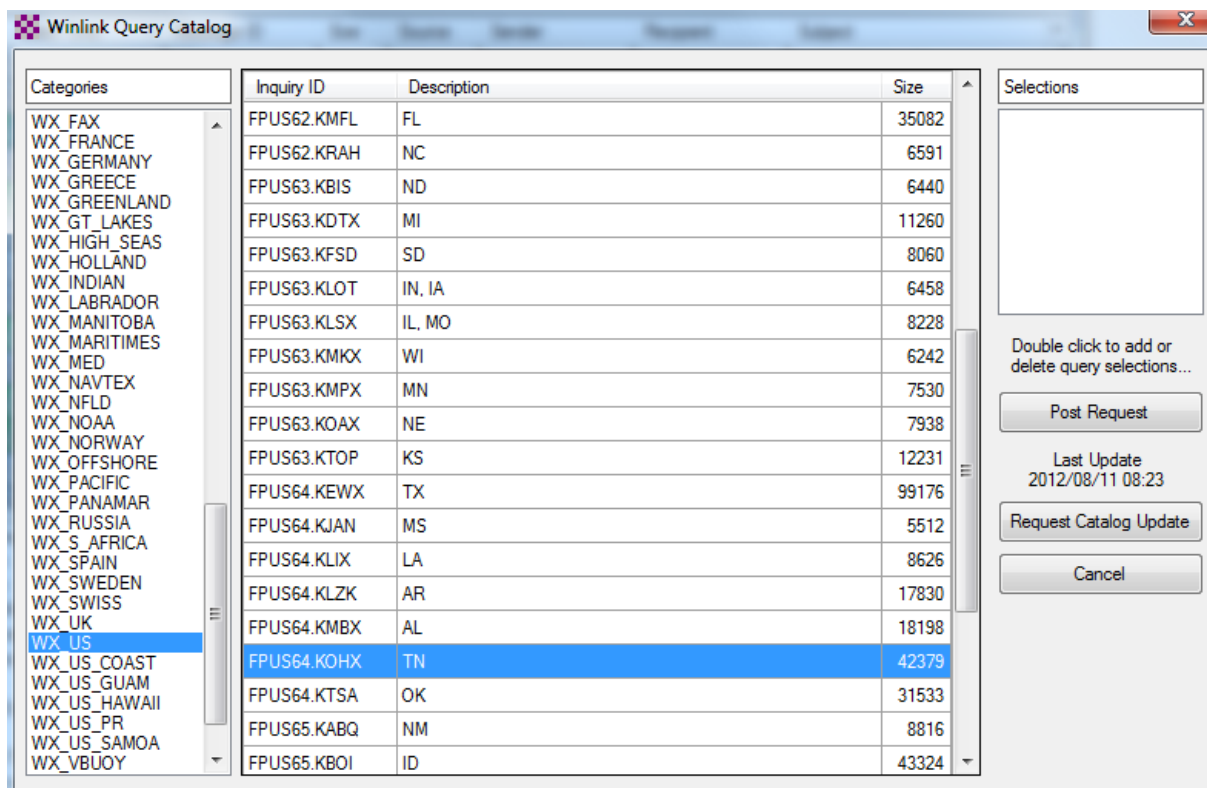 Winlink Query Catalog
Categories
WX_FAX
WX_FRANCE
WX_GERMANY
WX_GREECE
WX_GREENLAND
WX_GT_LAKES
WX_HIGH_SEAS
WX_HOLLAND
WX_INDIAN
WX_LABRADOR
WX_MANITOBA
WX_MARITIMES
WX_MED
WX_NAVTEX
WX_NFLD
WX_NOAA
WX_NORWAY
WX_OFFSHORE
WX_PACIFIC
WX_PANAMAR
WX_RUSSIA
WX_S_AFRICA
WX_SPAIN
WX_SWEDEN
WX_SWISS
WX_UK
WX_US
WX_US_COAST
WX_US_GUAM
WX_US_HAWAII
WX_US_PR
WX_US_SAMOA
WX_VBUOY
Inquiry ID Description Size
FPUS62.KMFL FL 35082
FPUS62.KRAH NC 6591
FPUS63.KBIS ND 6440
FPUS63.KDTX MI 11260
FPUS63.KFSD SD 8060
FPUS63.KLOT IN, IA 6458
FPUS63.KLSX IL, MO 8228
FPUS63.KMKX WI 6242
FPUS63.KMPX MN 7530
FPUS63.KOAX NE 7938
FPUS63.KTOP KS 12231
FPUS64.KEWX TX 99176
FPUS64.KJAN MS 5512
FPUS64.KLIX LA 8626
FPUS64.KLZK AR 17830
FPUS64.KMBX AL 18198
FPUS64.KOHX TN 42379
FPUS64.KTSA OK 31533
FPUS65.KABQ NM 8816
FPUS65.KBOI ID 43324
Selections
Double click to add or
delete query selections...
Post Request
Last Update
2012/08/11 08:23
Request Catalog Update
Cancel